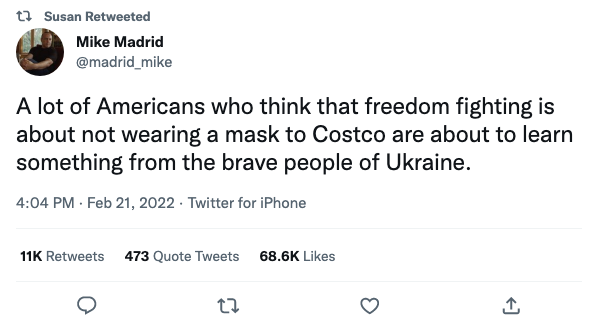 Susan Retweeted
Mike Madrid
@madrid_mike
A lot of Americans who think that freedom fighting is
about not wearing a mask to Costco are about to learn
something from the brave people of Ukraine.
4:04 PM · Feb 21, 2022 · Twitter for iPhone
11K Retweets 473 Quote Tweets 68.6K Likes